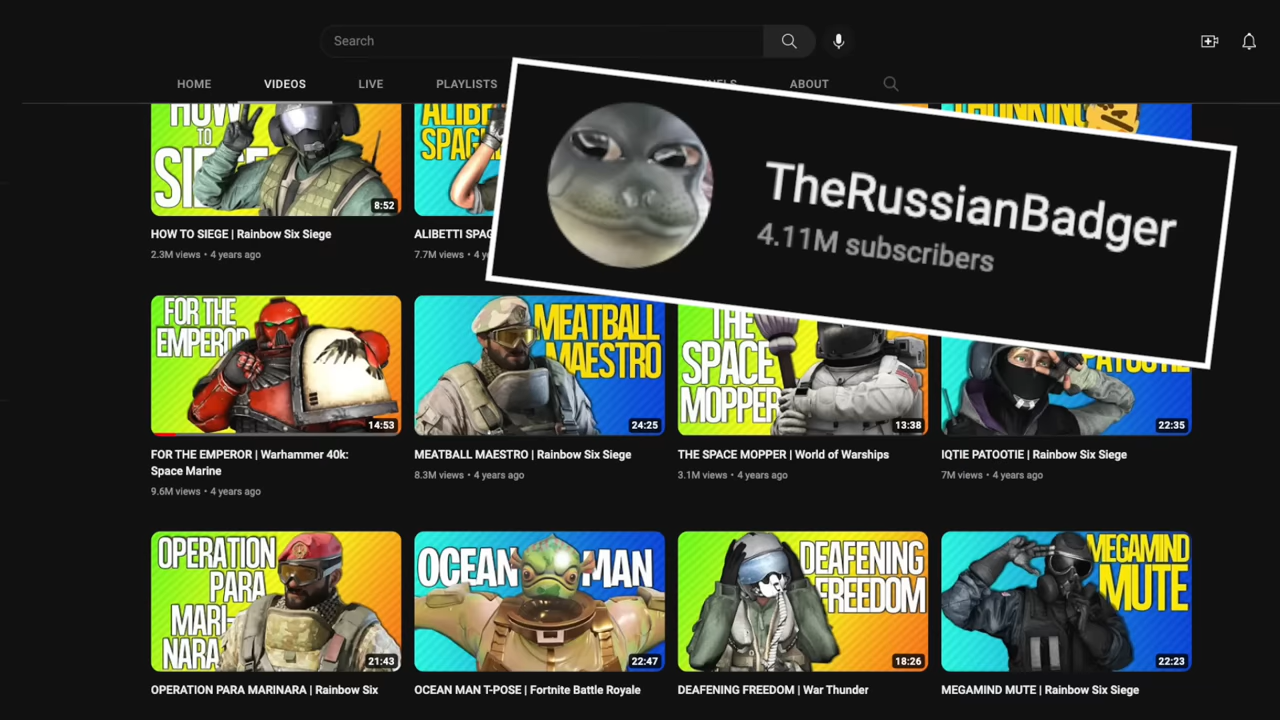 Search
HOME
VIDEOS
LIVE
PLAYLISTS
ABOUT
TheRussianBadger
4.11M subscribers
HOW
TO
SIEGE
8:52
HOW TO SIEGE | Rainbow Six Siege
2.3M views • 4 years ago
ALIBE
SPAG
ALIBETTI SPAG
7.7M views • 4 y
THINKING
FOR THE
EMPEROR
14:53
FOR THE EMPEROR | Warhammer 40k:
Space Marine
9.6M views • 4 years ago
MEATBALL
MAESTRO
24:25
MEATBALL MAESTRO | Rainbow Six Siege
8.3M views • 4 years ago
THE
SPACE
MOPPER
13:38
THE SPACE MOPPER | World of Warships
3.1M views • 4 years ago
PATOOTIE
22:35
IQTIE PATOOTIE | Rainbow Six Siege
7M views • 4 years ago
OPERATION
PARA
MARI-
NARA
21:43
OPERATION PARA MARINARA | Rainbow Six
OCEAN MAN
22:47
OCEAN MAN T-POSE | Fortnite Battle Royale
DEAFENING
FREEDOM
18:26
DEAFENING FREEDOM | War Thunder
MEGAMIND
MUTE
22:23
MEGAMIND MUTE | Rainbow Six Siege